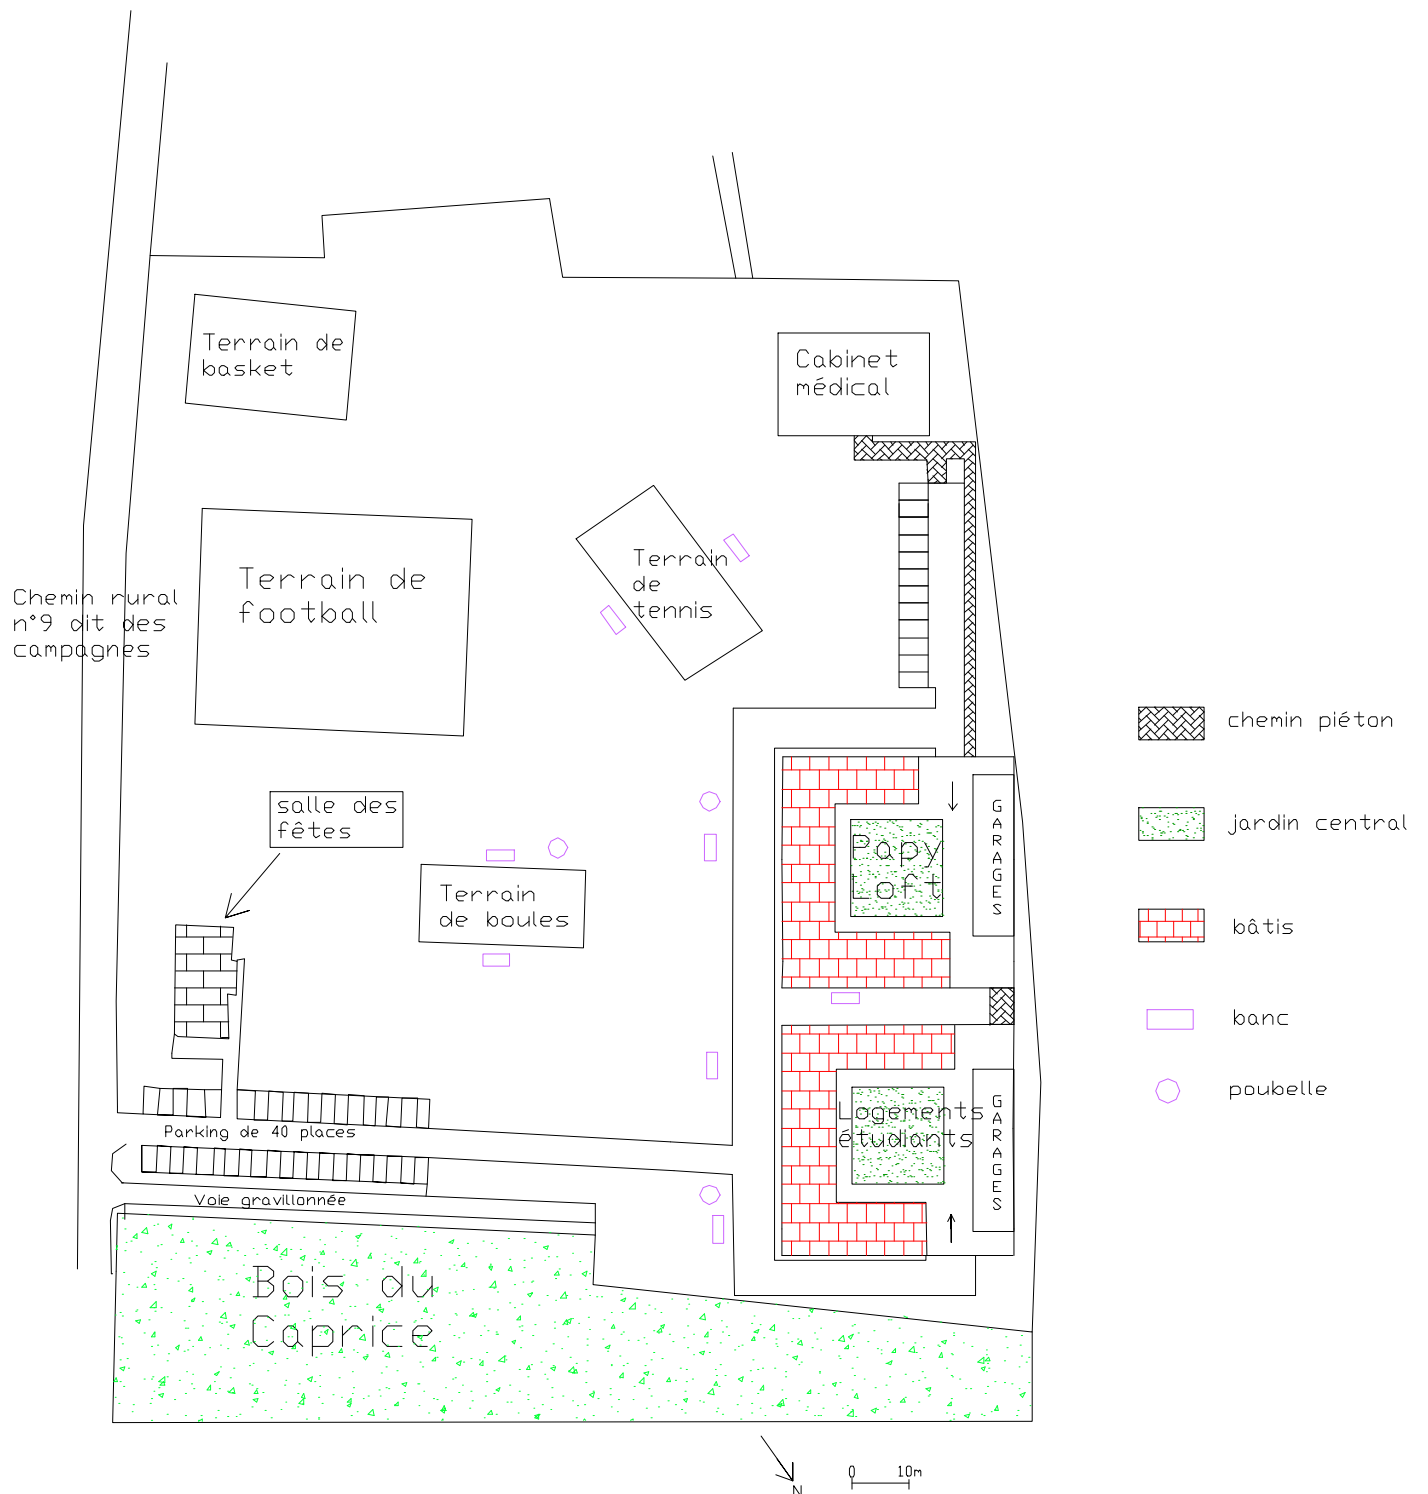 Terrain de
basket
Cabinet
médical
Terrain de
football
Terrain
de
tennis
Chemin rural
n°9 dit des
campagnes
chemin piéton
salle des
fêtes
GARAGES
jardin central
Papy
Loft
Terrain
de boules
bâtis
banc
poubelle
Logements
étudiants
GARAGES
Parking de 40 places
Voie gravillonnée
Bois du
Caprice
N
0 10m